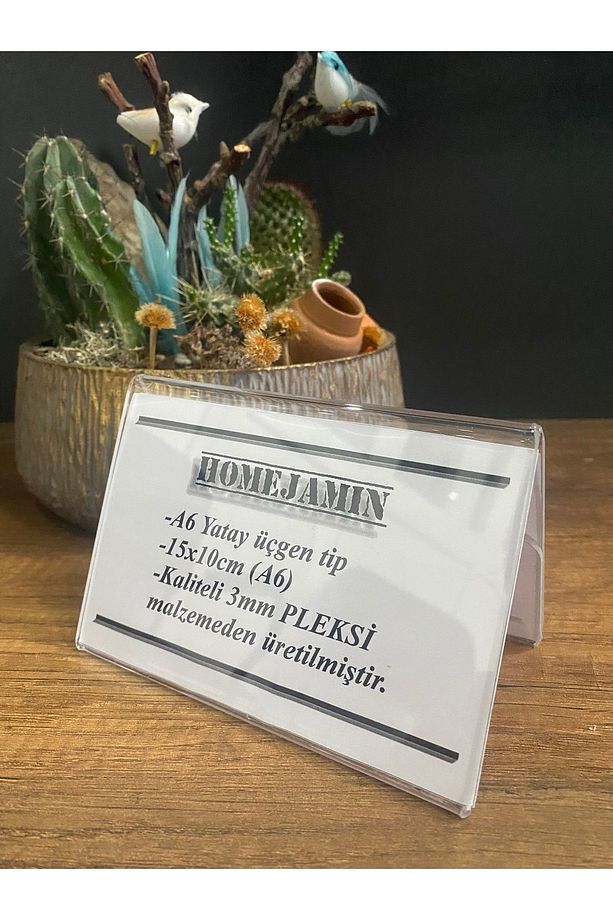 HOMEJAMIN
-A6 Yatay üçgen tip
-15x10cm (A6)
-Kaliteli 3mm PLEKSİ
malzemeden üretilmiştir.